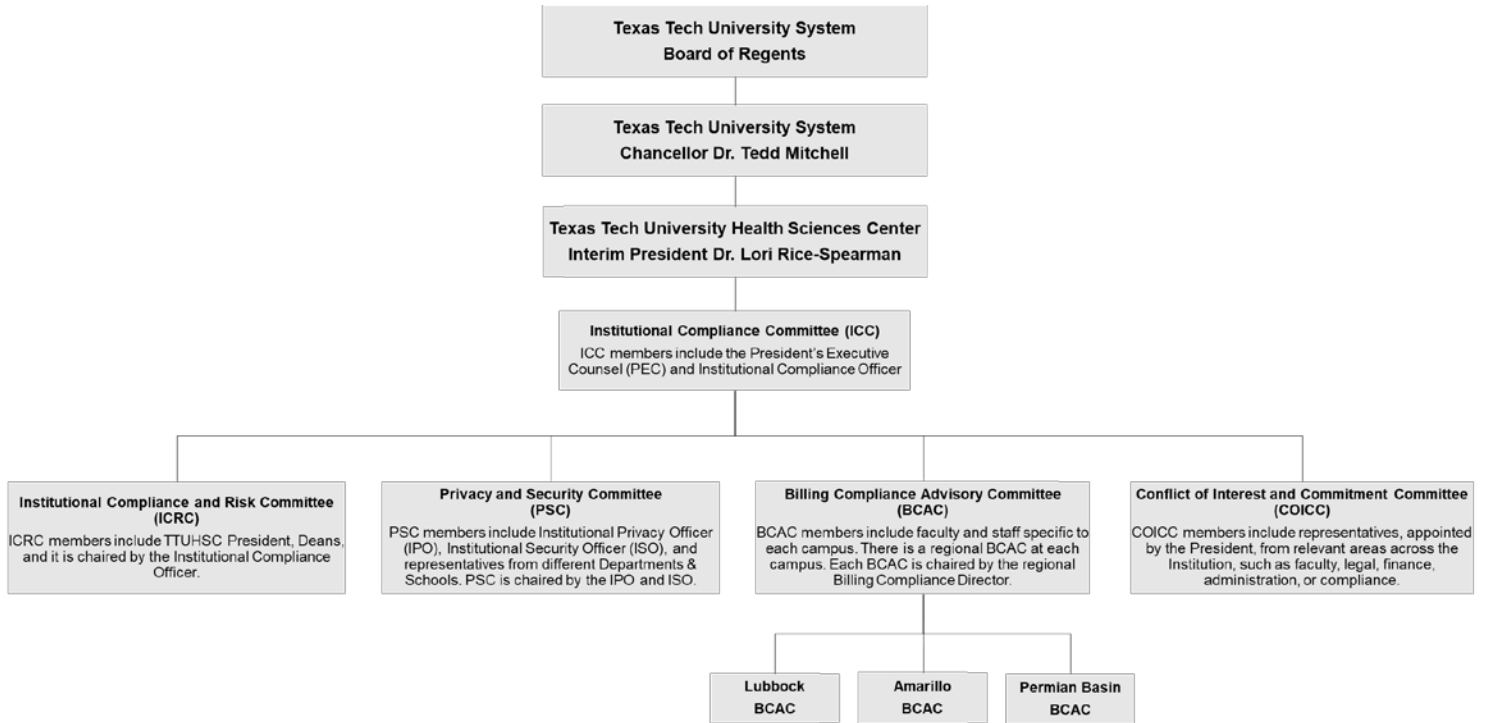 Texas Tech University System
Board of Regents
Texas Tech University System
Chancellor Dr. Tedd Mitchell
Texas Tech University Health Sciences Center
Interim President Dr. Lori Rice-Spearman
Institutional Compliance Committee (ICC)
ICC members include the President's Executive
Counsel (PEC) and Institutional Compliance Officer
Institutional Compliance and Risk Committee
(ICRC)
ICRC members include TTUHSC President, Deans,
and it is chaired by the Institutional Compliance
Officer.
Privacy and Security Committee
(PSC)
PSC members include Institutional Privacy Officer
(IPO), Institutional Security Officer (ISO), and
representatives from different Departments &
Schools. PSC is chaired by the IPO and ISO.
Billing Compliance Advisory Committee
(BCAC)
BCAC members include faculty and staff specific to
each campus. There is a regional BCAC at each
campus. Each BCAC is chaired by the regional
Billing Compliance Director.
Conflict of Interest and Commitment Committee
(COICC)
COICC members include representatives, appointed
by the President, from relevant areas across the
Institution, such as faculty, legal, finance,
administration, or compliance.
Lubbock
BCAC
Amarillo
BCAC
Permian Basin
BCAC